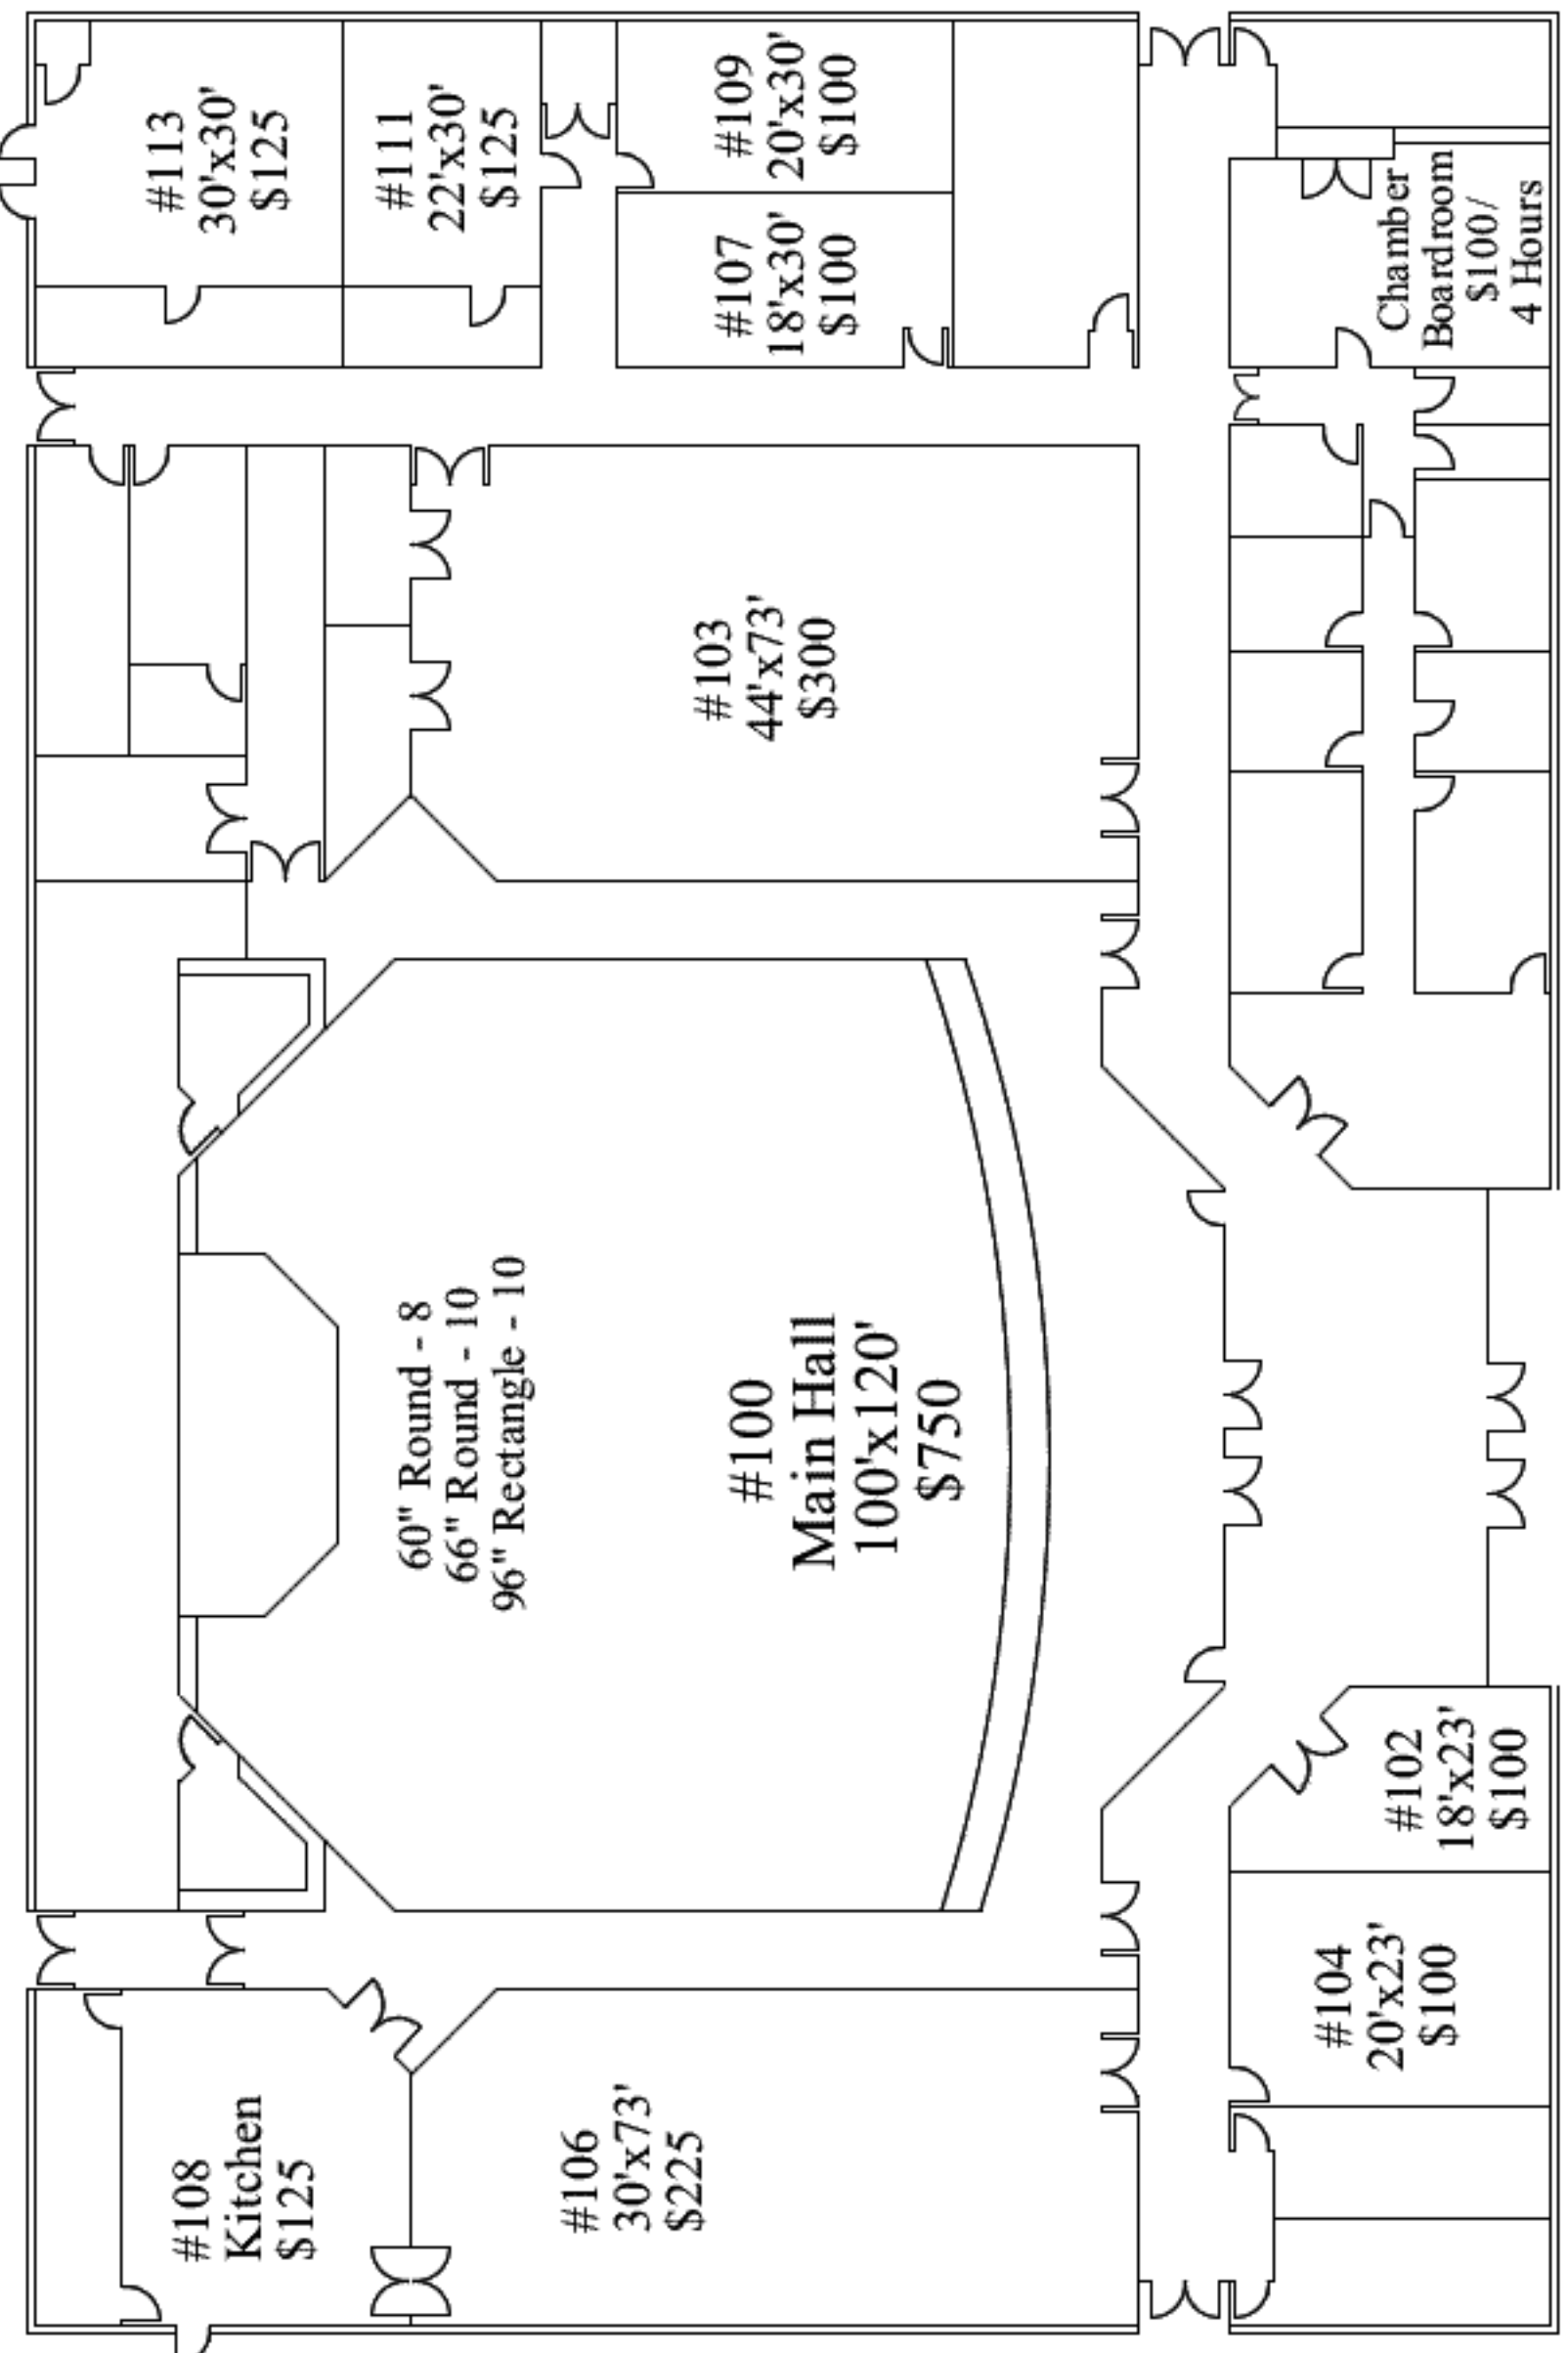 #113
30'x30'
$125
#111
22'x30'
$125
#109
20'x30'
$100
#107
18'x30'
$100
Chamber
Boardroom
$100/
4 Hours
#103
44'x73'
$300
60" Round - 8
66" Round - 10
96" Rectangle - 10
#100
Main Hall
100'x120'
$750
#102
18'x23'
$100
#104
20'x23'
$100
#108
Kitchen
$125
#106
30'x73'
$225